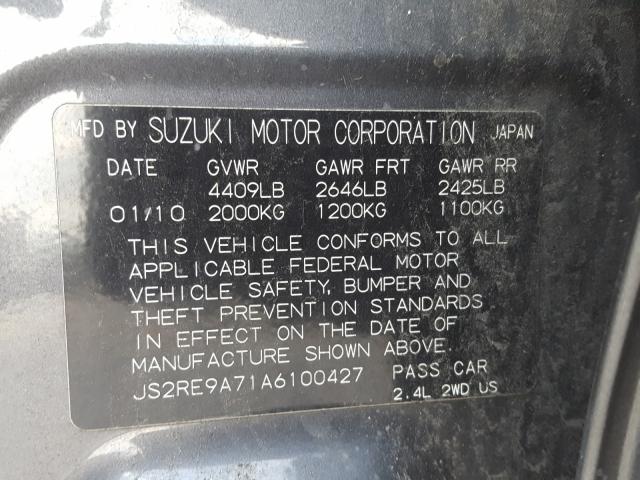 MFD BY SUZUKI MOTOR CORPORATION JAPAN
DATE GVWR GAWR FRT GAWR RR
4409LB 2646LB 2425LB
01/10 2000KG 1200KG 1100KG
THIS VEHICLE CONFORMS TO ALL
APPLICABLE FEDERAL MOTOR
VEHICLE SAFETY, BUMPER AND
THEFT PREVENTION STANDARDS
IN EFFECT ON THE DATE OF
MANUFACTURE SHOWN ABOVE.
JS2RE9A71A6100427 PASS CAR
2.4L 2WD US